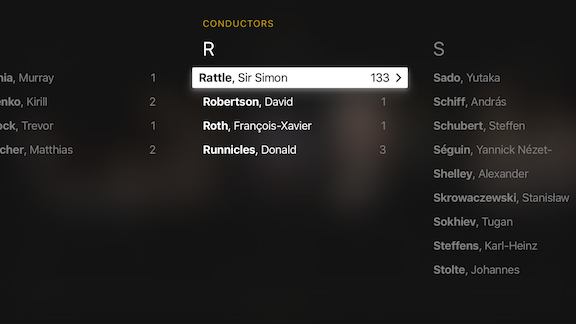 CONDUCTORS
R
S
nia, Murray 1
enko, Kirill 2
ock, Trevor 1
cher, Matthias 2
Rattle, Sir Simon 133
Robertson, David 1
Roth, François-Xavier 1
Runnicles, Donald 3
Sado, Yutaka
Schiff, András
Schubert, Steffen
Séguin, Yannick Nézet-
Shelley, Alexander
Skrowaczewski, Stanisław
Sokhiev, Tugan
Steffens, Karl-Heinz
Stolte, Johannes